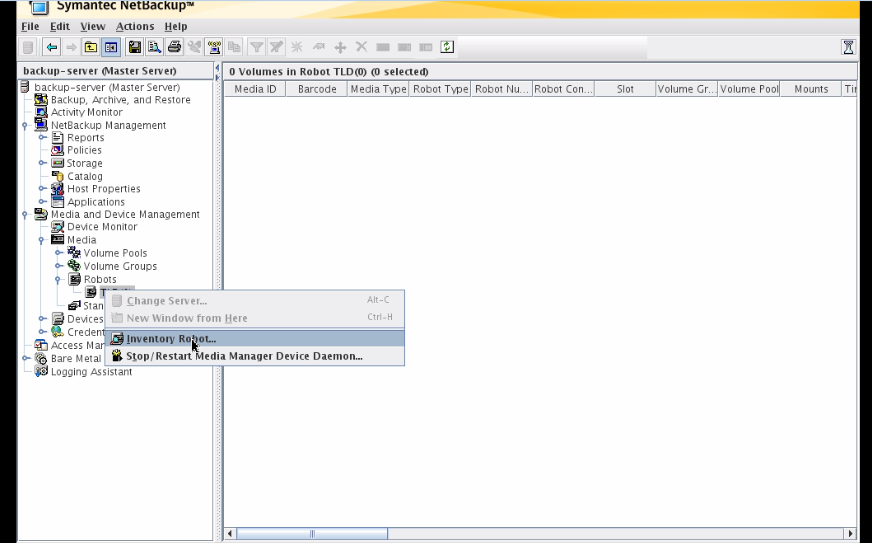 Symantec NetBackup™
File Edit View Actions Help
backup-server (Master Server)
0 Volumes in Robot TLD(0) (0 selected)
Media ID Barcode Media Type Robot Type Robot Nu... Robot Con... Slot Volume Gr... Volume Pool Mounts
backup-server (Master Server)
Backup, Archive, and Restore
Activity Monitor
NetBackup Management
Reports
Policies
Storage
Catalog
Host Properties
Applications
Media and Device Management
Device Monitor
Media
Volume Pools
Volume Groups
Robots
Stan
Devices
Creden
Access Man
Bare Metal
Logging Assistant
Change Server... Alt-C
New Window from Here Ctrl-H
Inventory Robot...
Stop/Restart Media Manager Device Daemon...